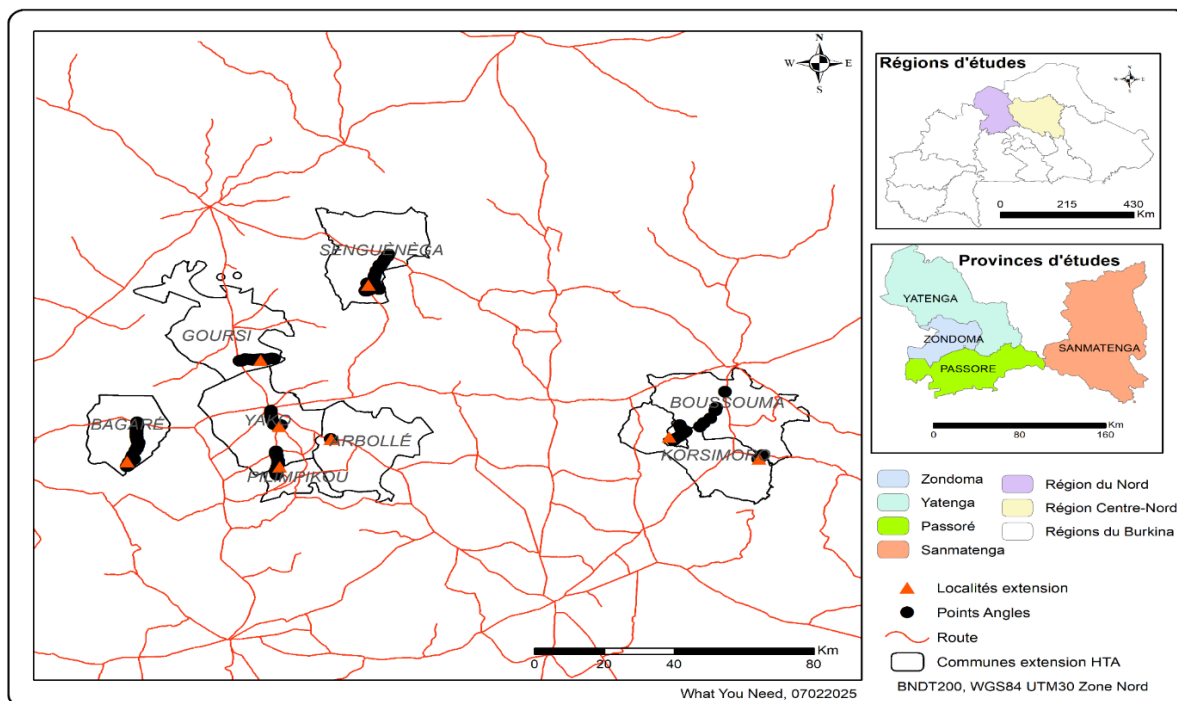 N
W E
S
SENGUÈNÈGA
GOURSI
BAGARÉ
YAKO
ARBOLLÉ
PILIMPIKOU
BOUSSOUMA
KORSIMORO
Km
0 20 40 60 80
What You Need, 07022025
Régions d'études
N
W E
S
0 215 430
Km
Provinces d'études
YATENGA
ZONDOMA
SANMATENGA
PASSORE
0 80 160
Km
Zondoma
Yatenga
Passoré
Sanmatenga
Région du Nord
Région Centre-Nord
Régions du Burkina
Localités extension
Points Angles
Route
Communes extension HTA
BNDT200, WGS84 UTM30 Zone Nord